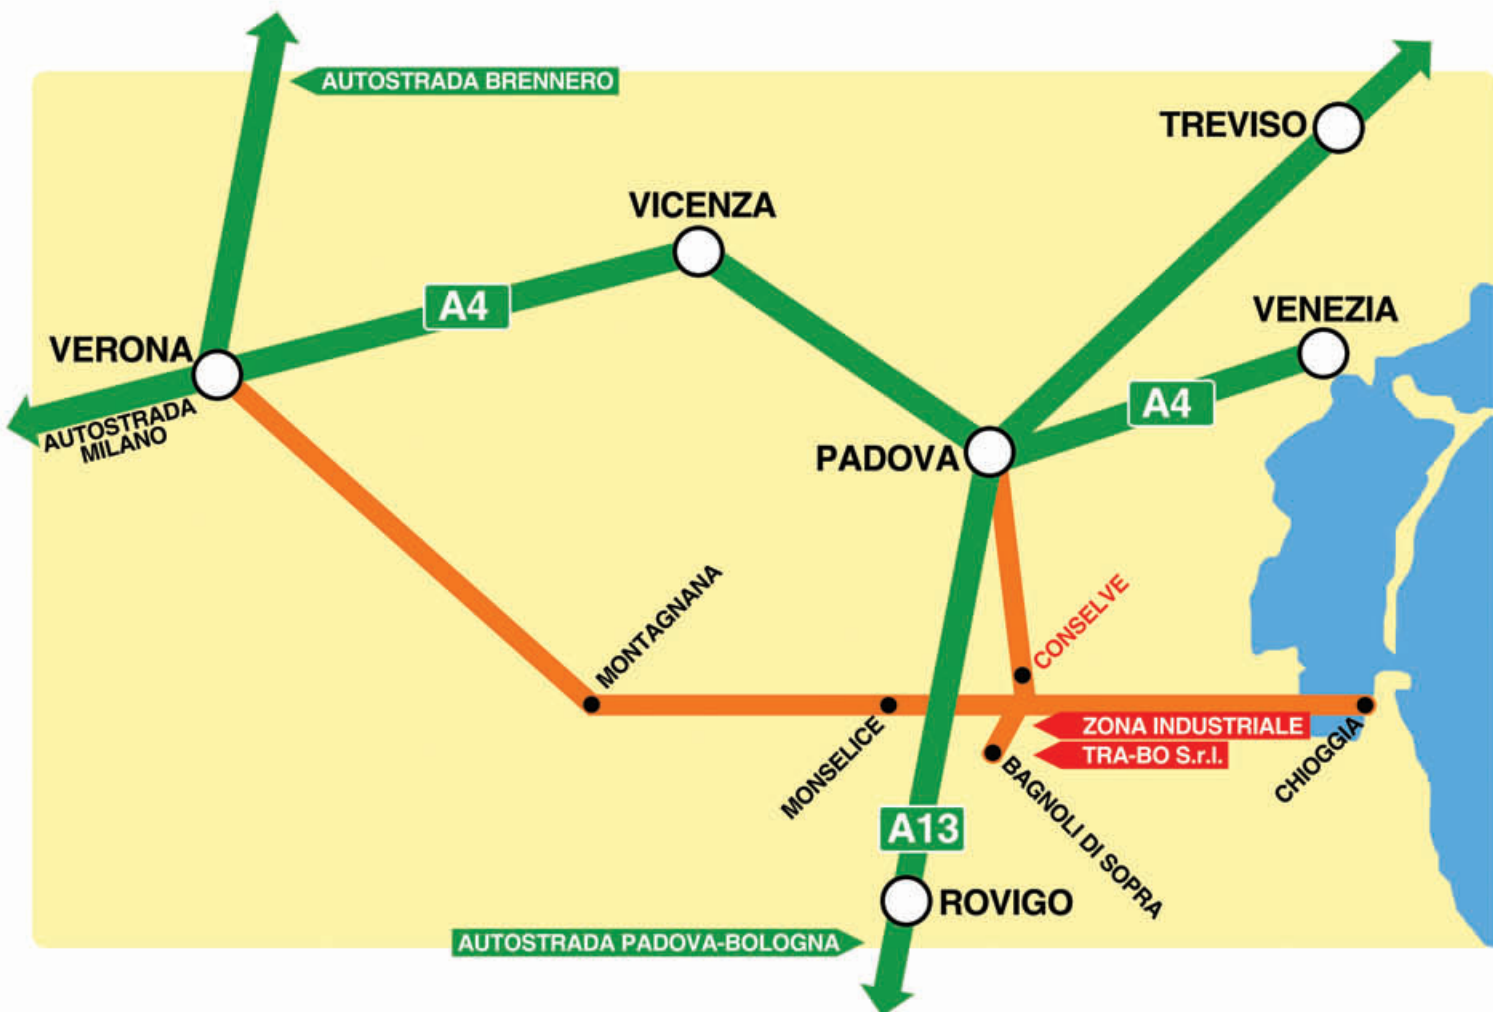 AUTOSTRADA BRENNERO
TREVISO
VICENZA
A4
VENEZIA
VERONA
A4
AUTOSTRADA
MILANO
PADOVA
MONTAGNANA
CONSELVE
ZONA INDUSTRIALE
TRA-BO S.r.l.
MONSELICE
CHIOGGIA
BAGNOLI DI SOPRA
A13
ROVIGO
AUTOSTRADA PADOVA-BOLOGNA